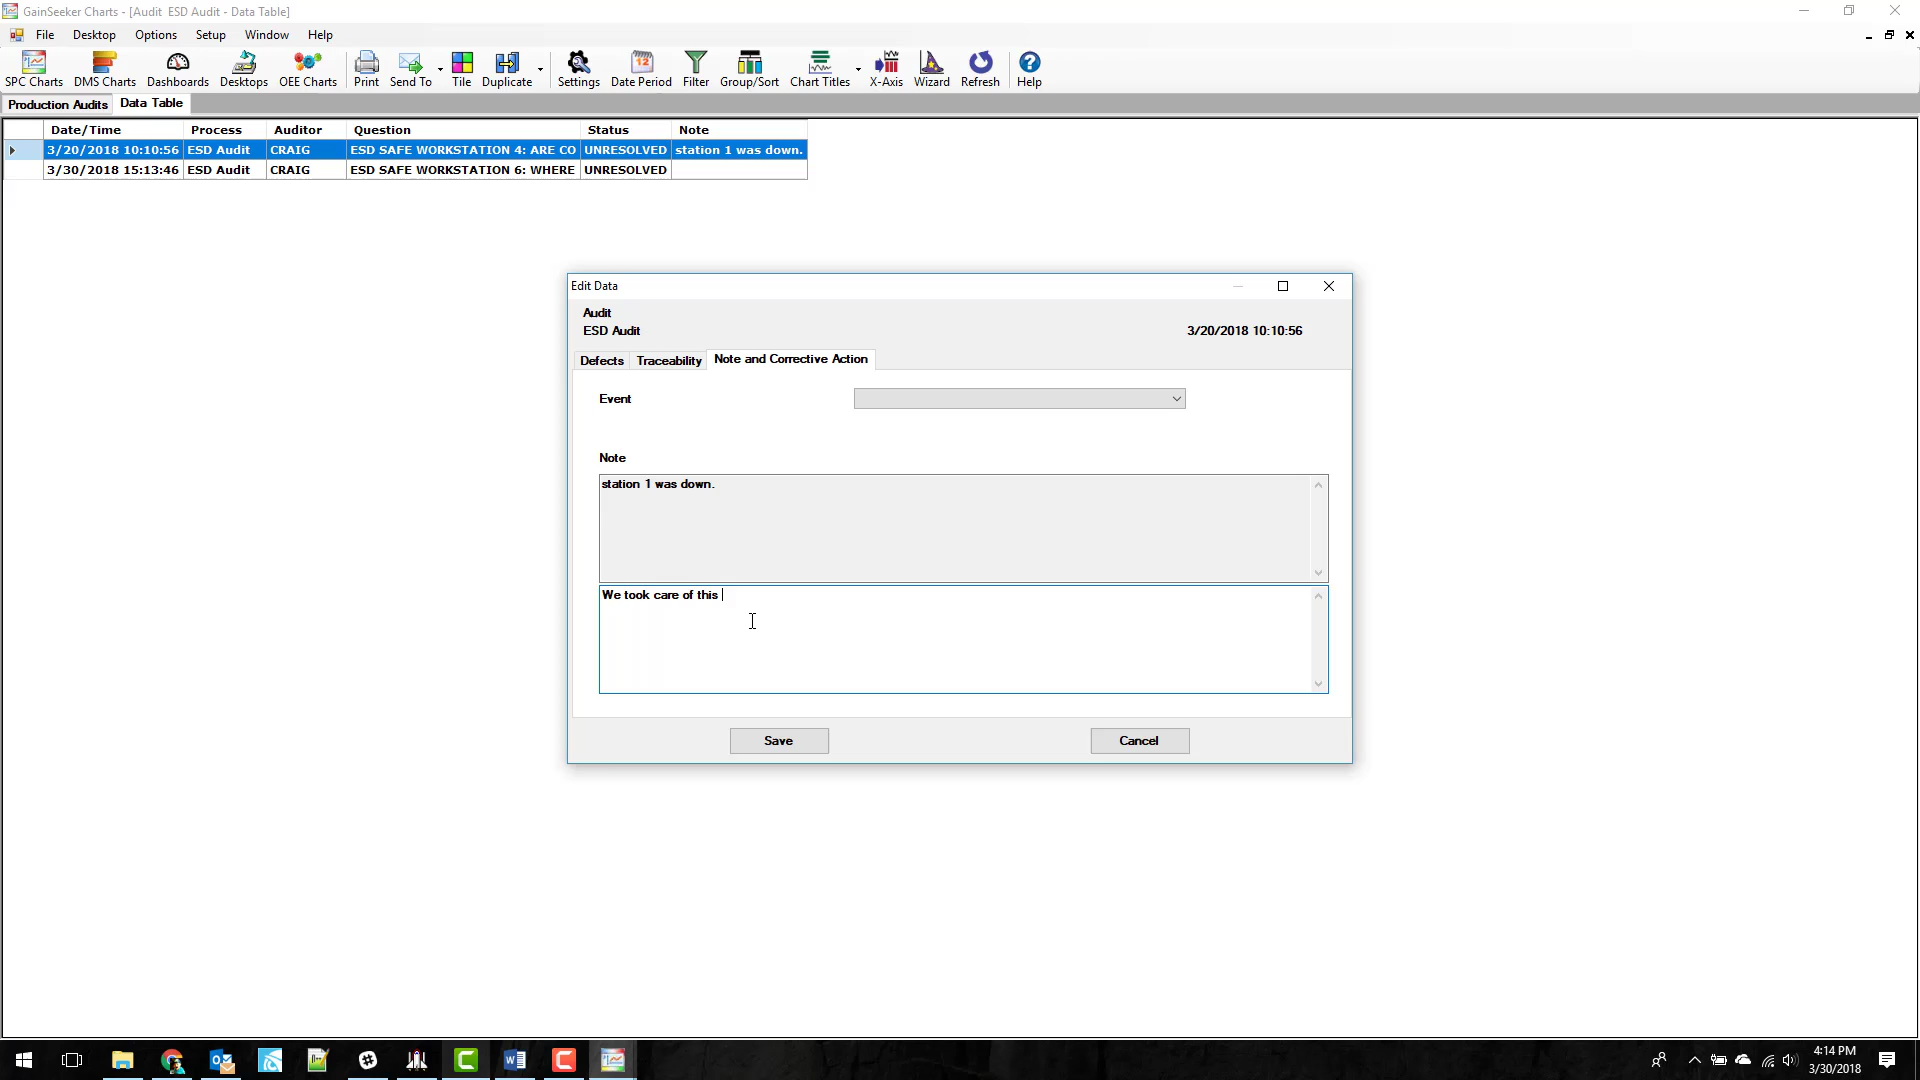 GainSeeker Charts - [Audit  ESD Audit - Data Table]
File Desktop Options Setup Window Help
SPC Charts DMS Charts Dashboards Desktops OEE Charts Print Send To Tile Duplicate Settings Date Period Filter Group/Sort Chart Titles X-Axis Wizard Refresh Help
Production Audits Data Table
Date/Time Process Auditor Question Status Note
3/20/2018 10:10:56 ESD Audit CRAIG ESD SAFE WORKSTATION 4: ARE CO UNRESOLVED station 1 was down.
3/30/2018 15:13:46 ESD Audit CRAIG ESD SAFE WORKSTATION 6: WHERE UNRESOLVED
Edit Data
Audit
ESD Audit 3/20/2018 10:10:56
Defects Traceability Note and Corrective Action
Event
Note
station 1 was down.
We took care of this
Save Cancel
4:14 PM
3/30/2018